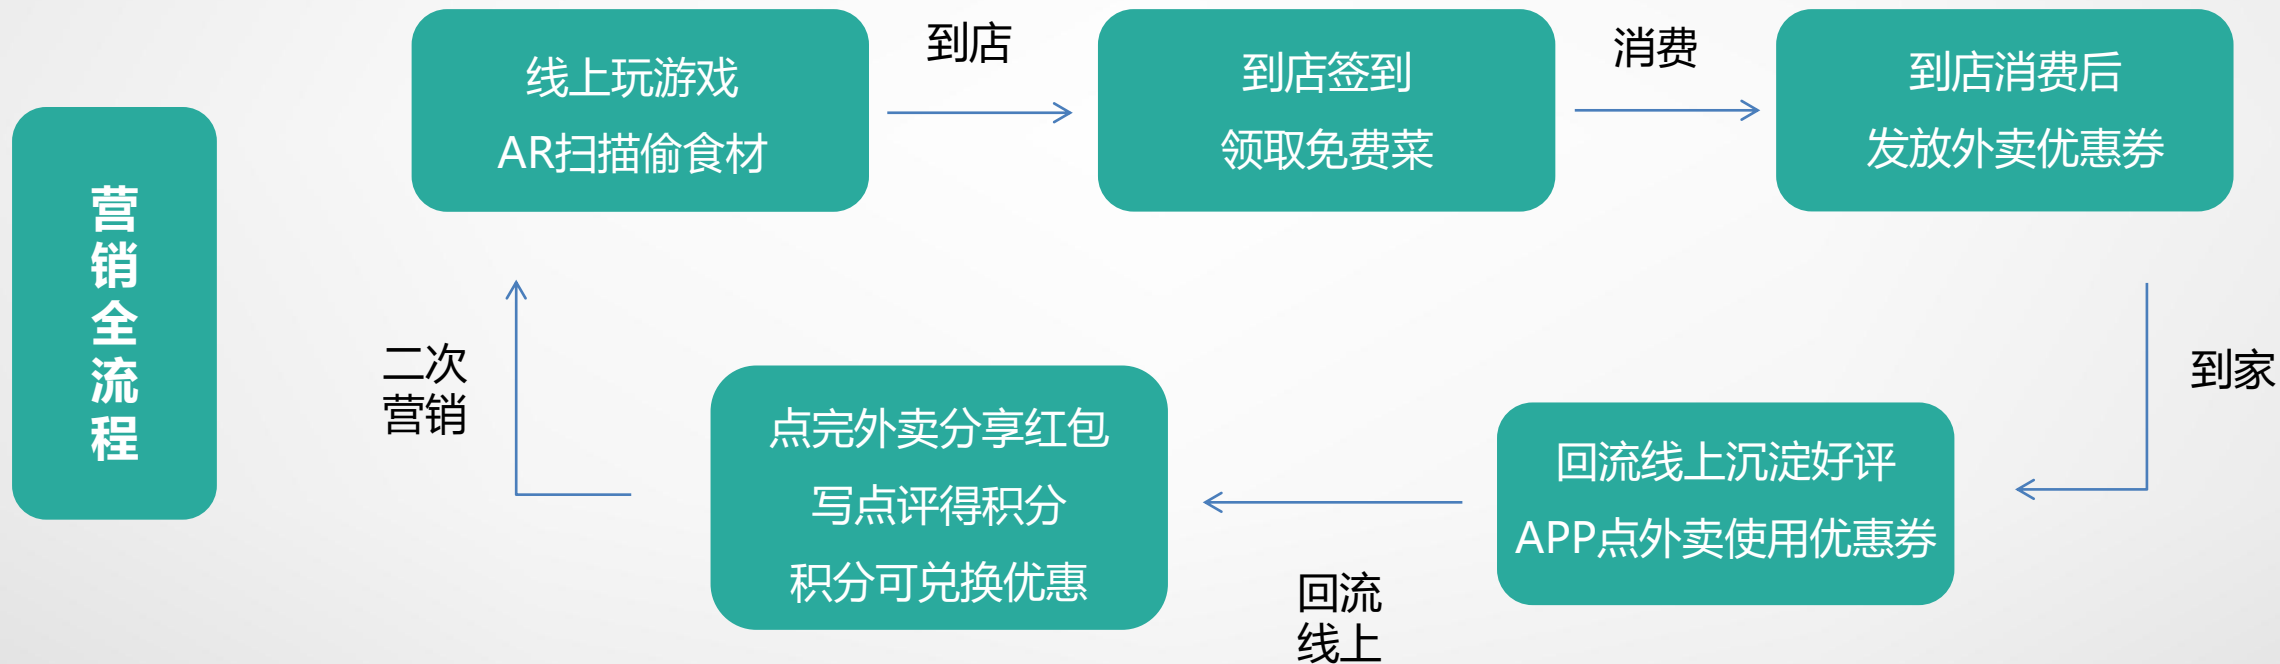 营销全流程
线上玩游戏
AR扫描偷食材
到店
到店签到
领取免费菜
消费
到店消费后
发放外卖优惠券
到家
回流线上沉淀好评
APP点外卖使用优惠券
回流
线上
点完外卖分享红包
写点评得积分
积分可兑换优惠
二次
营销